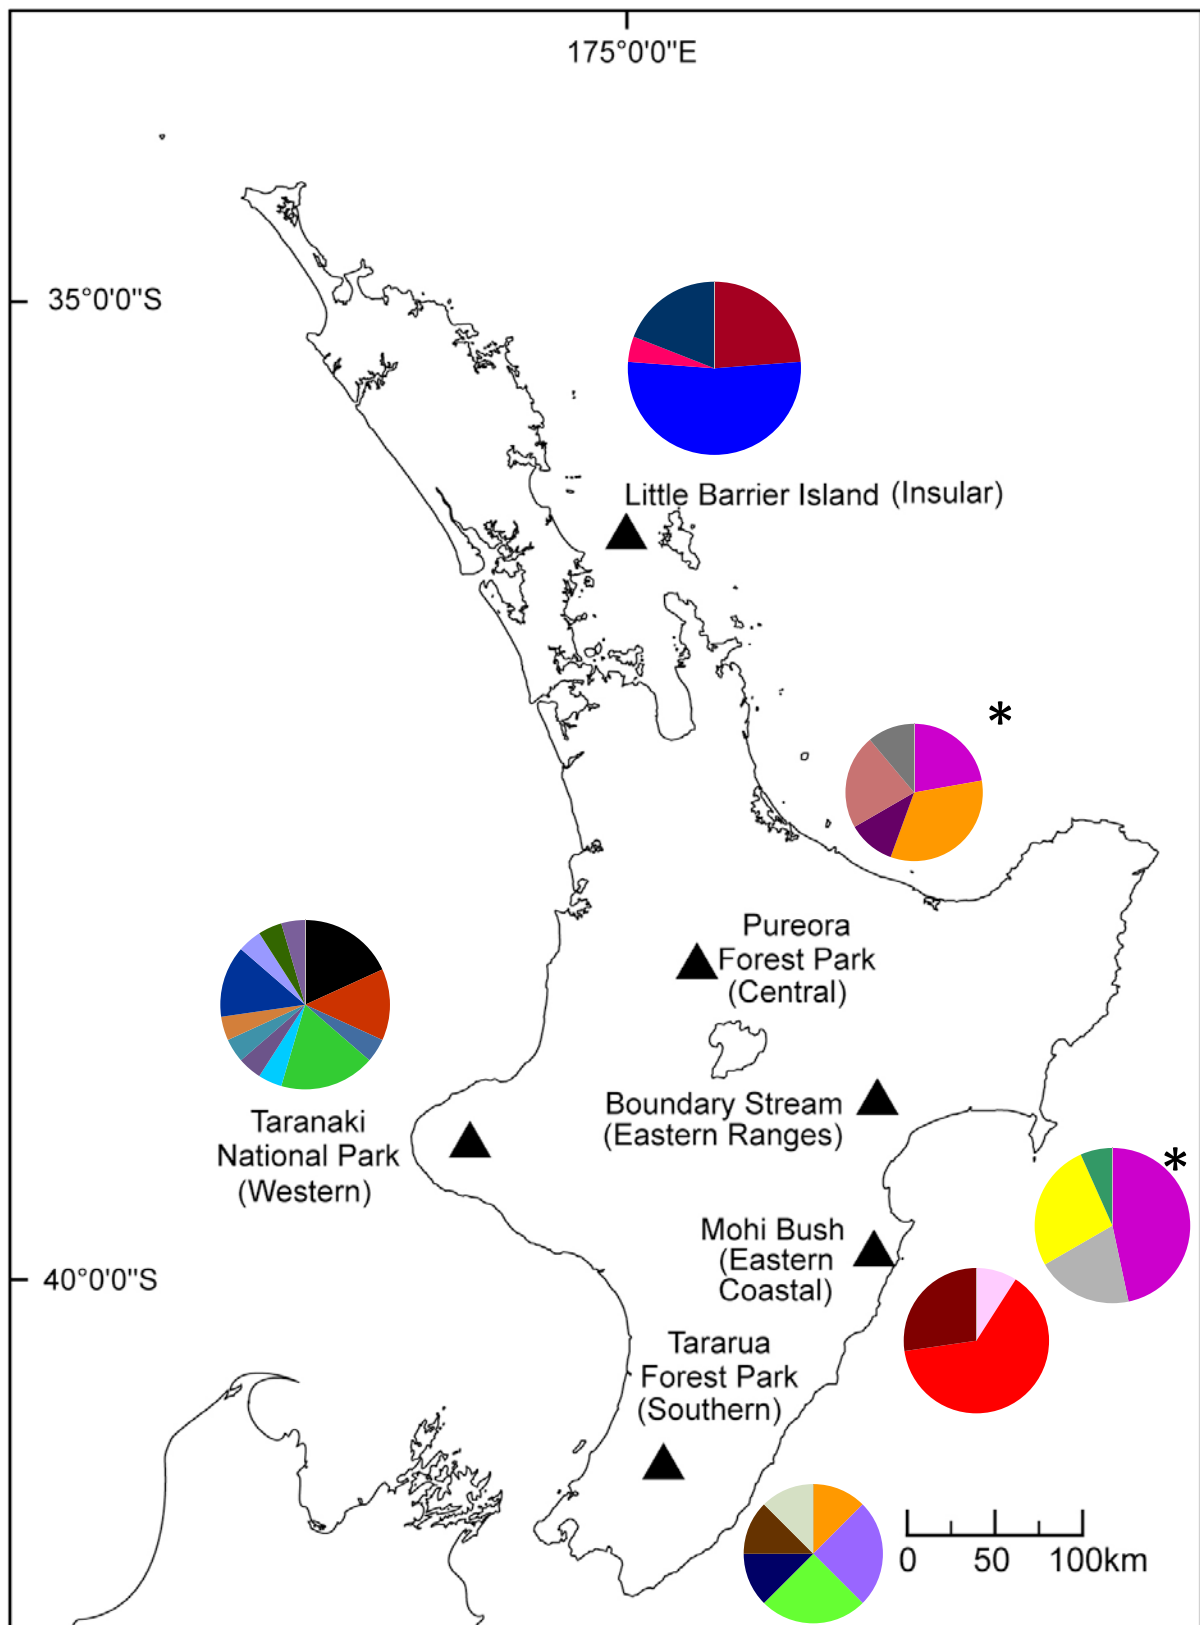 175°0'0"E
35°0'0"S
Little Barrier Island (Insular)
*
Pureora
Forest Park
(Central)
Boundary Stream
(Eastern Ranges)
Taranaki
National Park
(Western)
*
Mohi Bush
(Eastern
Coastal)
40°0'0"S
Tararua
Forest Park
(Southern)
0 50 100km